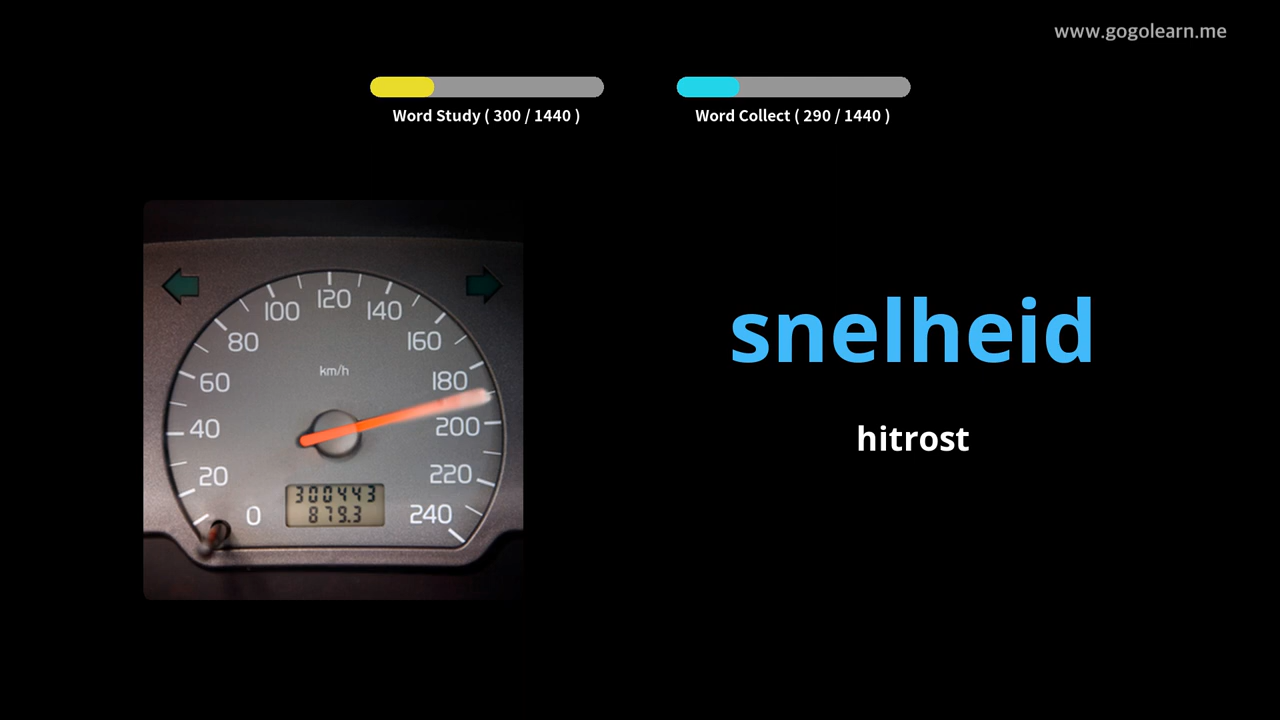 www.gogolearn.me
Word Study ( 300 / 1440 )
Word Collect ( 290 / 1440 )
snelheid
hitrost
120
100
140
80
160
km/h
180
60
40
200
20
220
0
240
300443
879.3